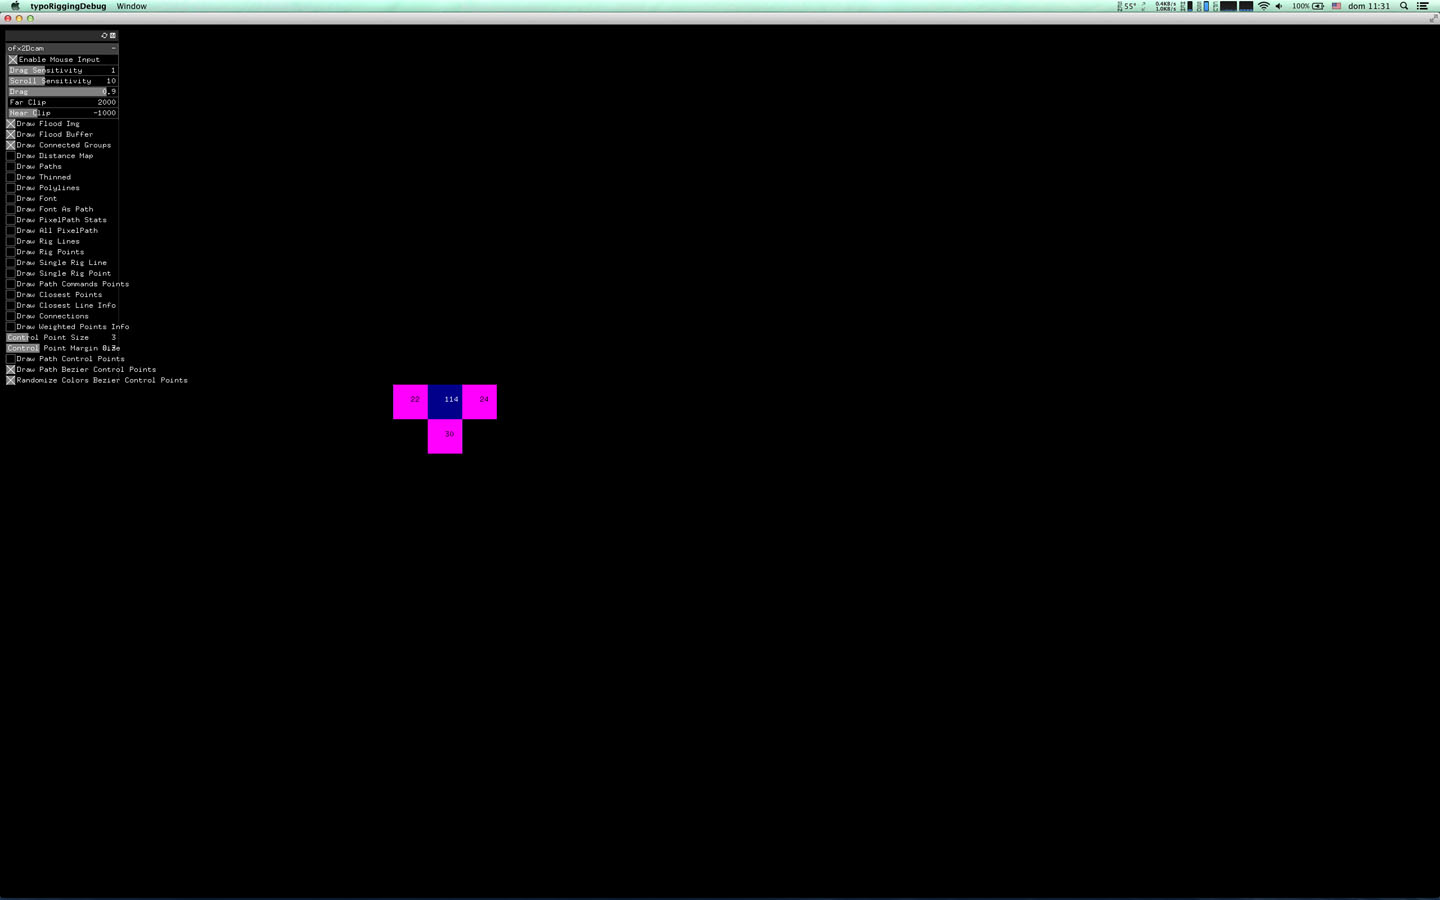 typoRiggingDebug Window 55° 0.4KB/s 1.0KB/s 100% dom 11:31
ofx2Dcam -
Enable Mouse Input
Drag Sensitivity 1
Scroll Sensitivity 10
Drag 0.9
Far Clip 2000
Near Clip -1000
Draw Flood Img
Draw Flood Buffer
Draw Connected Groups
Draw Distance Map
Draw Paths
Draw Thinned
Draw Polylines
Draw Font
Draw Font As Path
Draw PixelPath Stats
Draw All PixelPath
Draw Rig Lines
Draw Rig Points
Draw Single Rig Line
Draw Single Rig Point
Draw Path Commands Points
Draw Closest Points
Draw Closest Line Info
Draw Connections
Draw Weighted Points Info
Control Point Size 3
Control Point Margin Size
Draw Path Control Points
Draw Path Bezier Control Points
Randomize Colors Bezier Control Points
22 114 24
30